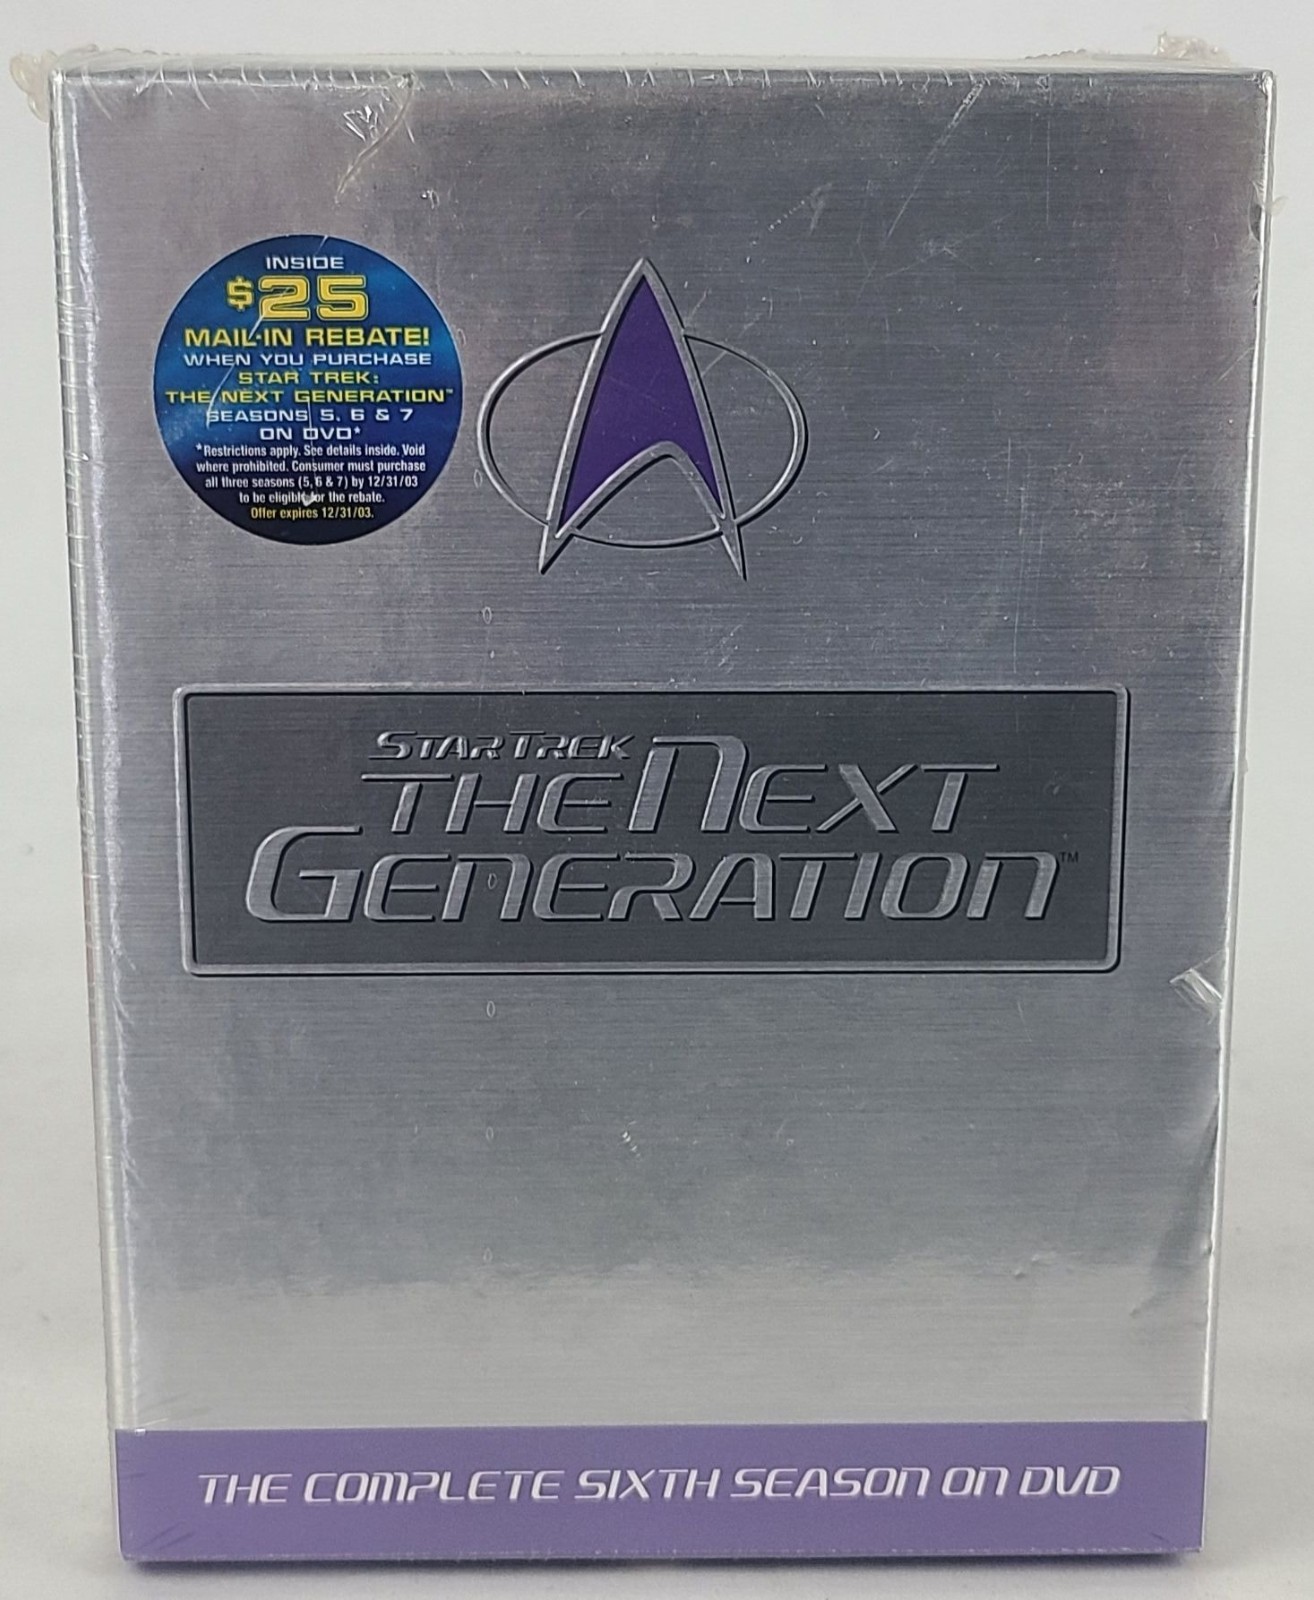 INSIDE
$25
MAIL-IN REBATE!
WHEN YOU PURCHASE
STAR TREK:
THE NEXT GENERATION™
SEASONS 5, 6 & 7
ON DVD*
*Restrictions apply. See details inside. Void
where prohibited. Consumer must purchase
all three seasons (5, 6 & 7) by 12/31/03
to be eligible for the rebate.
Offer expires 12/31/03.
STAR TREK
THE NEXT
GENERATION™
THE COMPLETE SIXTH SEASON ON DVD